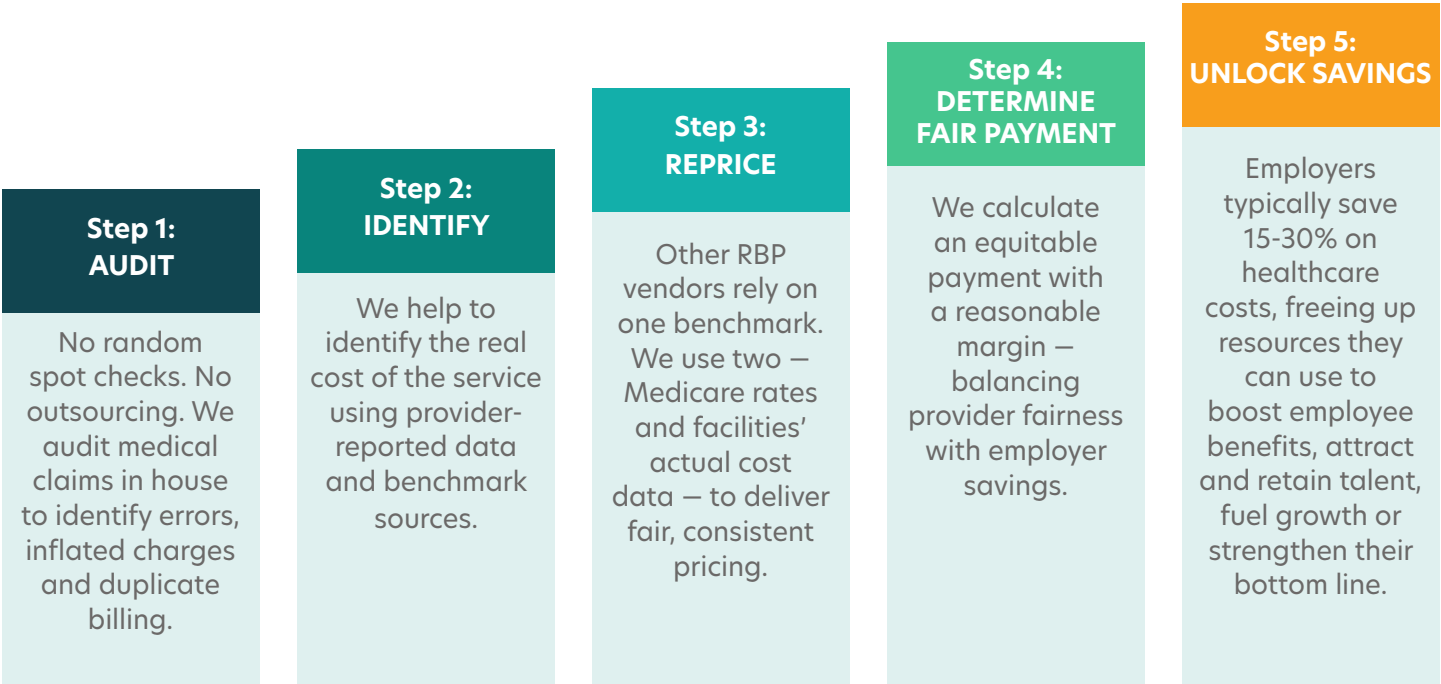 Step 1:
AUDIT
No random
spot checks. No
outsourcing. We
audit medical
claims in house
to identify errors,
inflated charges
and duplicate
billing.
Step 2:
IDENTIFY
We help to
identify the real
cost of the service
using provider-
reported data
and benchmark
sources.
Step 3:
REPRICE
Other RBP
vendors rely on
one benchmark.
We use two —
Medicare rates
and facilities’
actual cost
data — to deliver
fair, consistent
pricing.
Step 4:
DETERMINE
FAIR PAYMENT
We calculate
an equitable
payment with
a reasonable
margin —
balancing
provider fairness
with employer
savings.
Step 5:
UNLOCK SAVINGS
Employers
typically save
15-30% on
healthcare
costs, freeing up
resources they
can use to
boost employee
benefits, attract
and retain talent,
fuel growth or
strengthen their
bottom line.